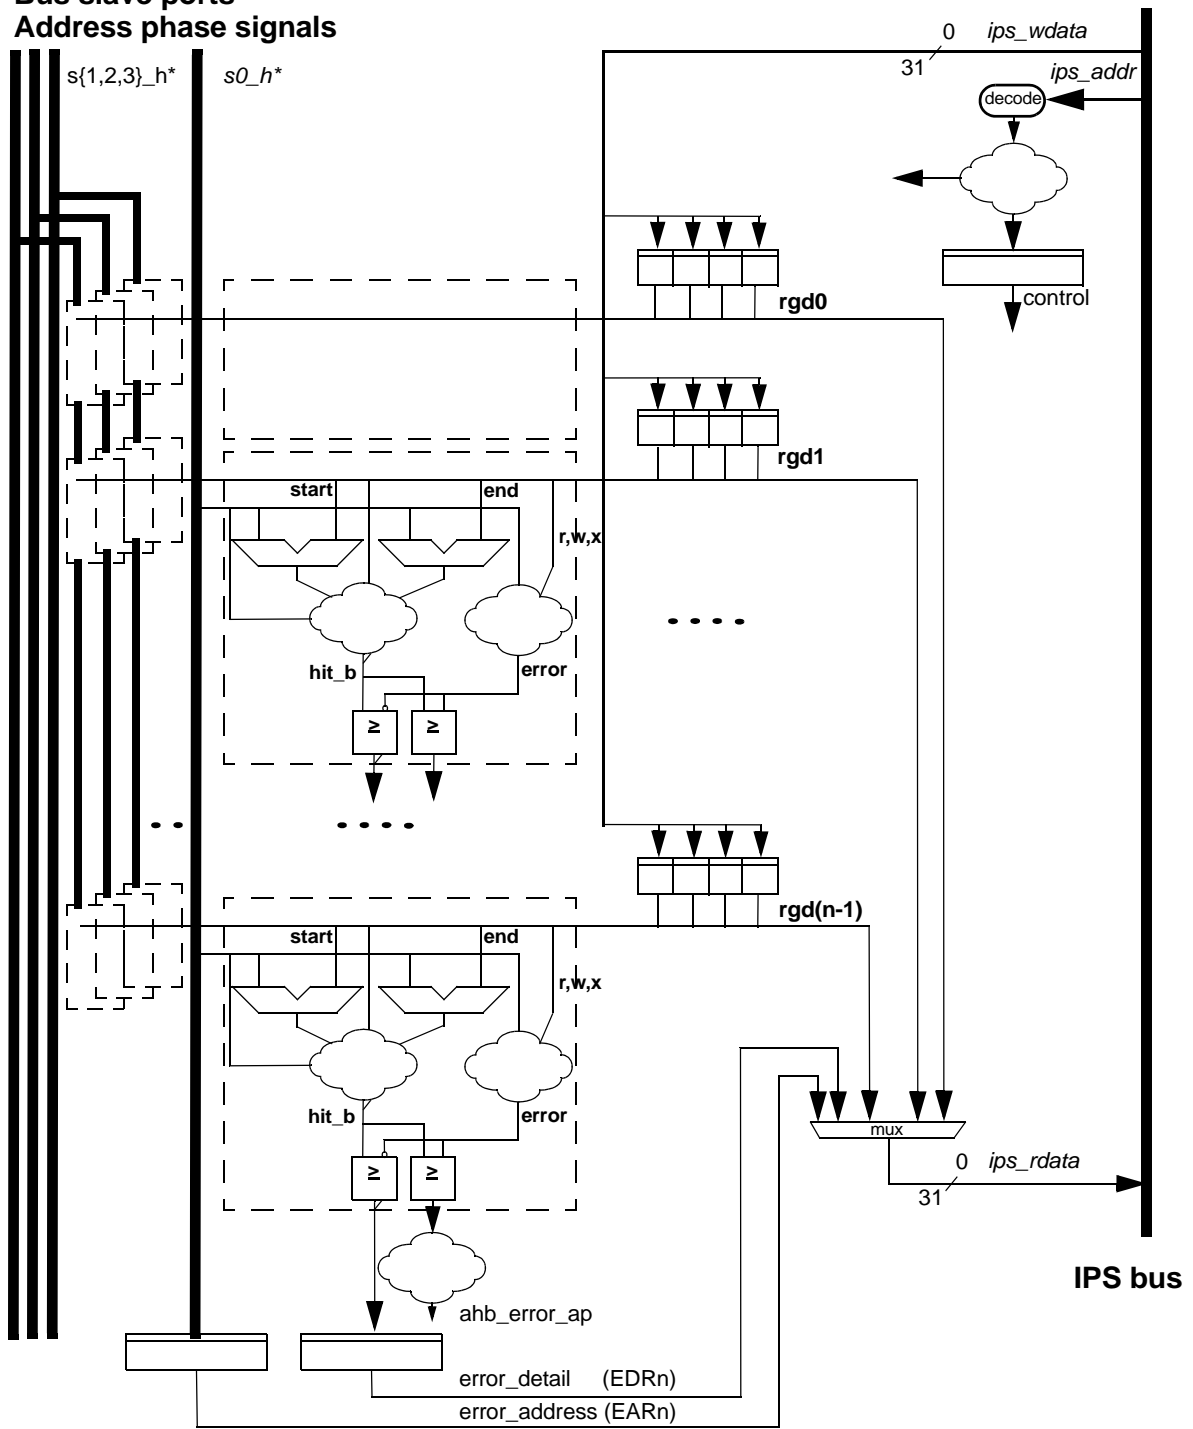 Bus slave ports
Address phase signals
s{1,2,3}_h*
s0_h*
0 ips_wdata
31
ips_addr
decode
control
rgd0
rgd1
start
end
r,w,x
hit_b
error
≥
≥
rgd(n-1)
start
end
r,w,x
hit_b
error
≥
≥
mux
0 ips_rdata
31
IPS bus
ahb_error_ap
error_detail (EDRn)
error_address (EARn)